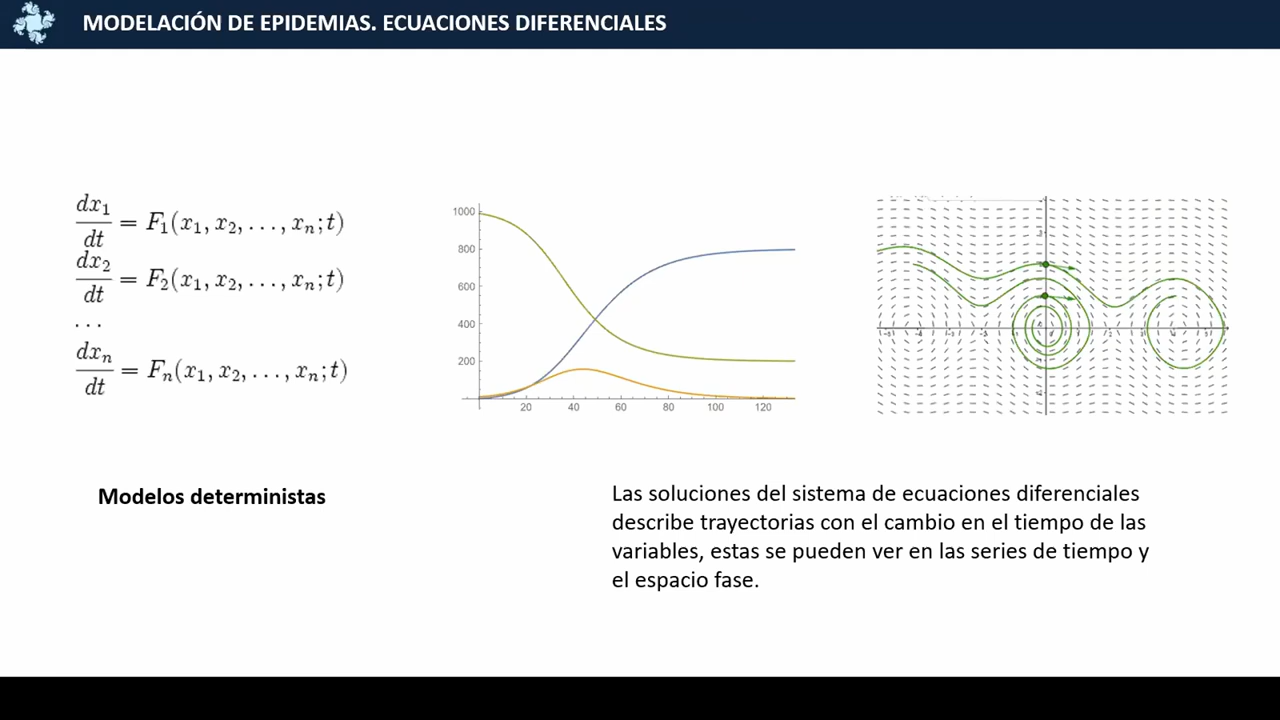 MODELACIÓN DE EPIDEMIAS. ECUACIONES DIFERENCIALES
dx₁/dt = F₁(x₁, x₂, ..., xₙ; t)
dx₂/dt = F₂(x₁, x₂, ..., xₙ; t)
...
dxₙ/dt = Fₙ(x₁, x₂, ..., xₙ; t)
1000
800
600
400
200
20 40 60 80 100 120
Modelos deterministas
Las soluciones del sistema de ecuaciones diferenciales
describe trayectorias con el cambio en el tiempo de las
variables, estas se pueden ver en las series de tiempo y
el espacio fase.